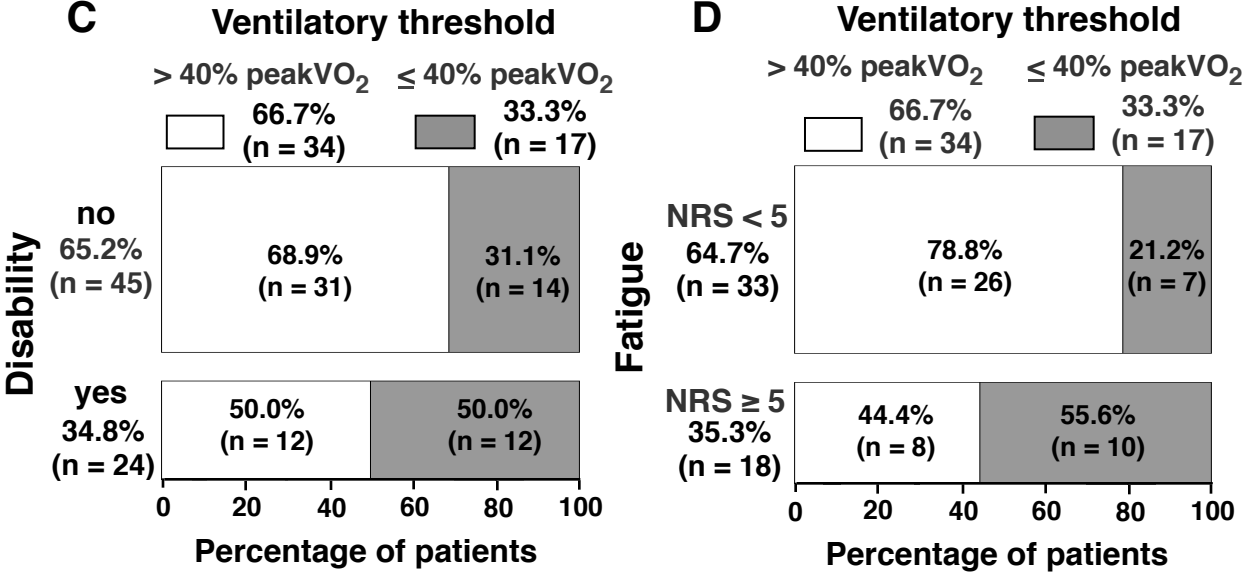 C
Ventilatory threshold
> 40% peakVO2
≤ 40% peakVO2
66.7%
(n = 34)
33.3%
(n = 17)
Disability
no
65.2%
(n = 45)
68.9%
(n = 31)
31.1%
(n = 14)
yes
34.8%
(n = 24)
50.0%
(n = 12)
50.0%
(n = 12)
0 20 40 60 80 100
Percentage of patients
D
Ventilatory threshold
> 40% peakVO2
≤ 40% peakVO2
66.7%
(n = 34)
33.3%
(n = 17)
Fatigue
NRS < 5
64.7%
(n = 33)
78.8%
(n = 26)
21.2%
(n = 7)
NRS ≥ 5
35.3%
(n = 18)
44.4%
(n = 8)
55.6%
(n = 10)
0 20 40 60 80 100
Percentage of patients